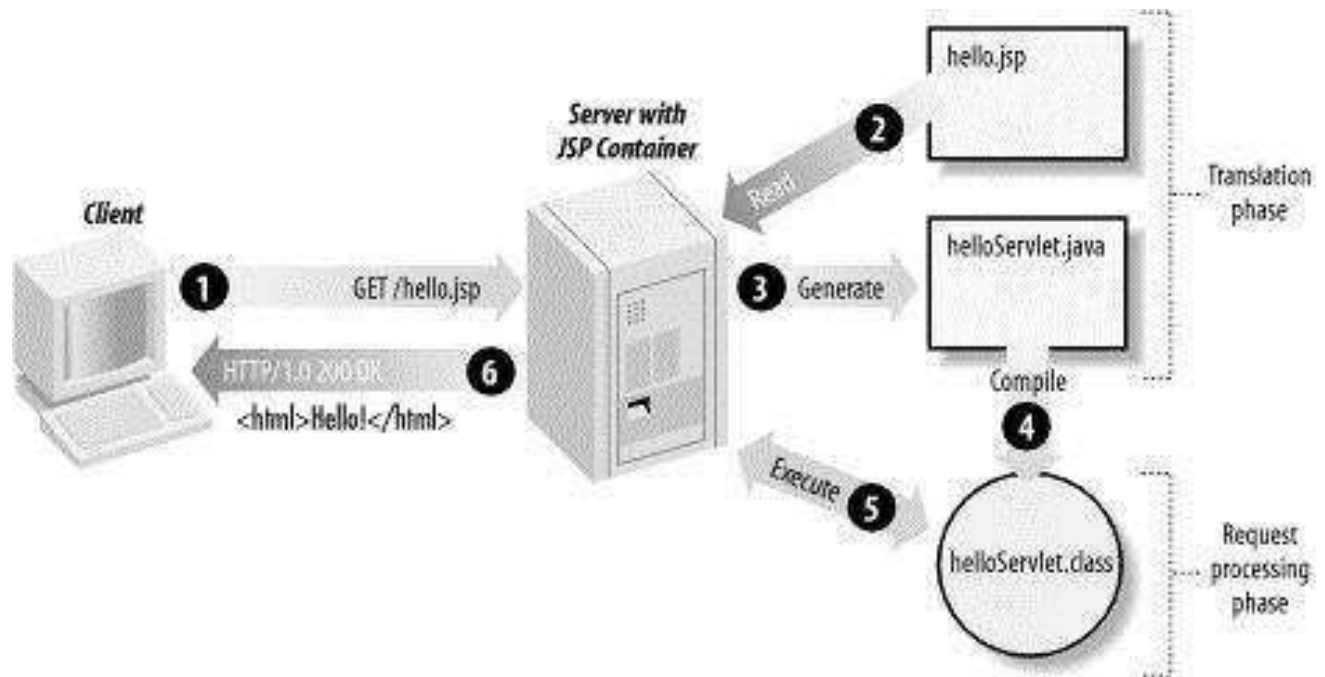 hello.jsp
Server with
JSP Container
2
Read
Translation
phase
Client
helloServlet.java
1
GET /hello.jsp
3
Generate
HTTP/1.0 200 OK
6
<html>Hello!</html>
Compile
4
Execute
5
helloServlet.class
Request
processing
phase